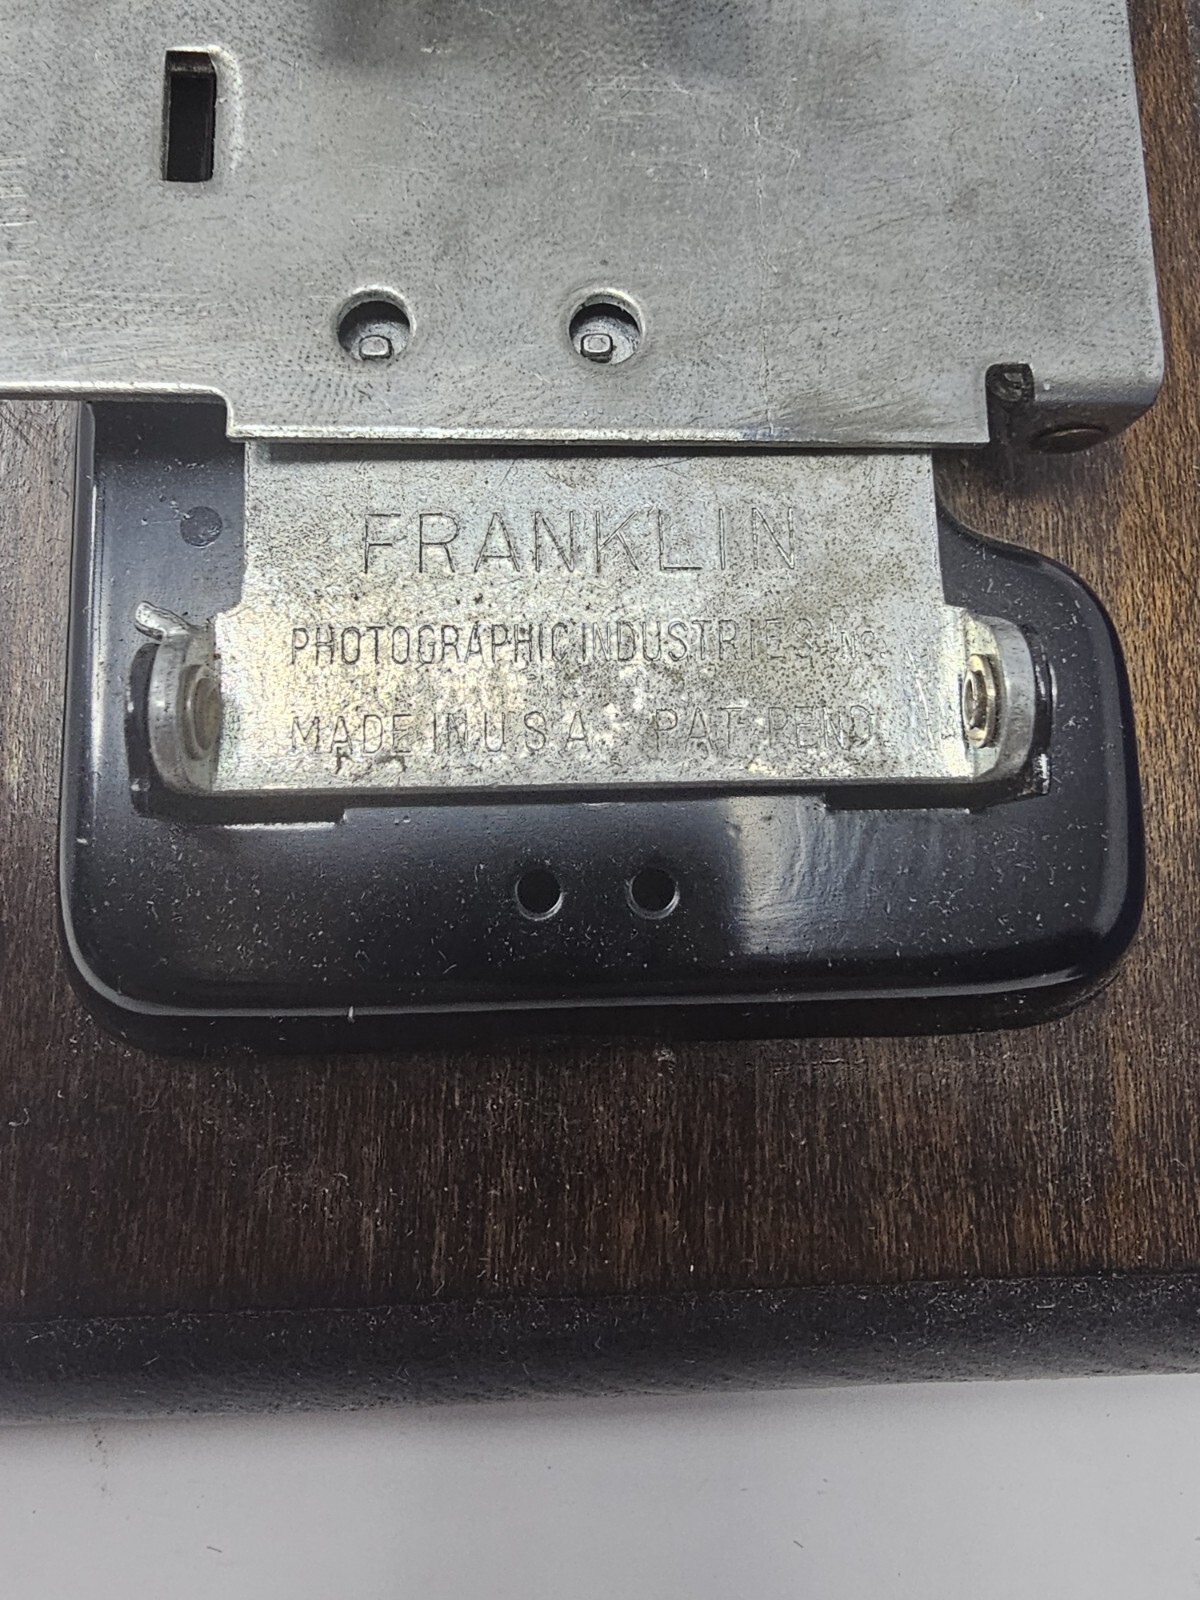 FRANKLIN
PHOTOGRAPHIC INDUSTRIES INC.
MADE IN U.S.A. PAT. PEND.